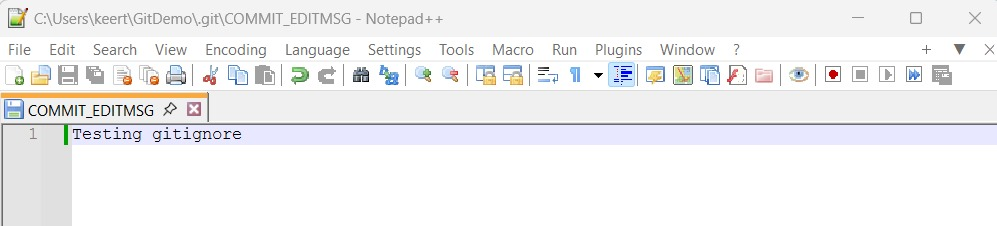 C:\Users\keert\GitDemo\.git\COMMIT_EDITMSG - Notepad++
File Edit Search View Encoding Language Settings Tools Macro Run Plugins Window ?
COMMIT_EDITMSG
1 Testing gitignore